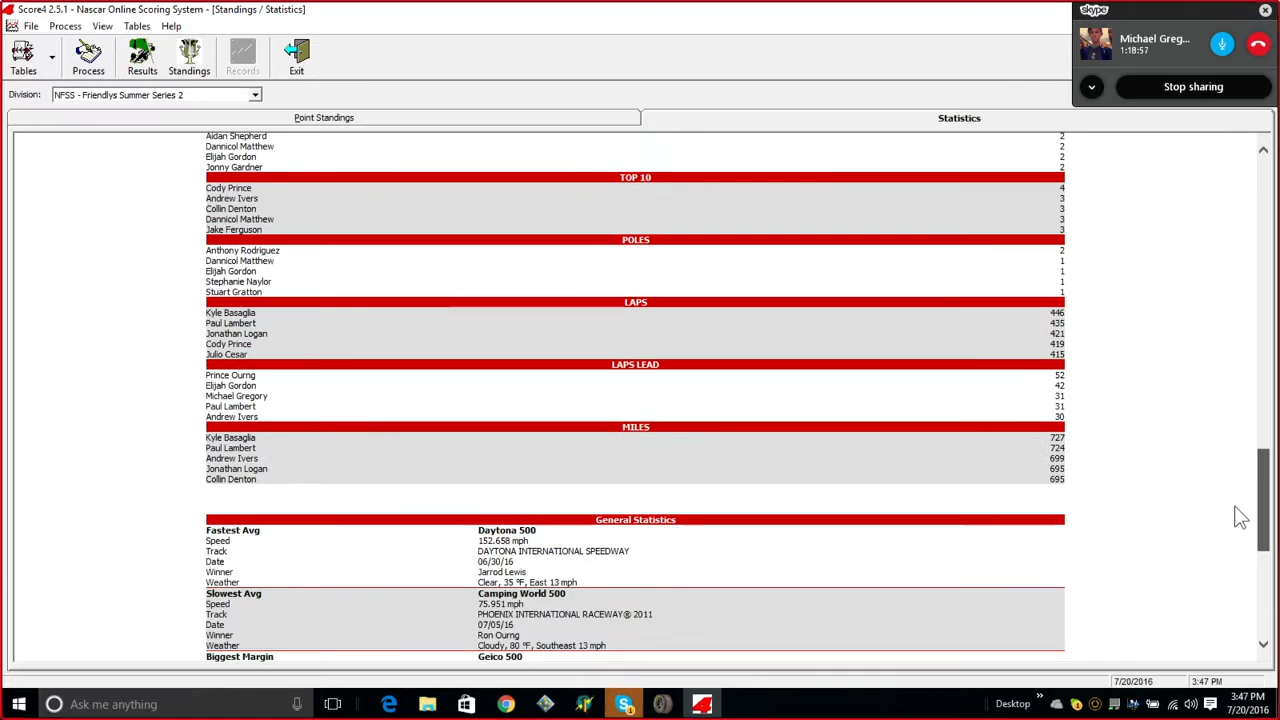 Score4 2.5.1 - Nascar Online Scoring System - [Standings / Statistics]
File Process View Tables Help
Tables Process Results Standings Records Exit
skype
Michael Greg...
1:18:57
Stop sharing
Division: NFSS - Friendlys Summer Series 2
Point Standings Statistics
Aidan Shepherd 2
Dannicol Matthew 2
Elijah Gordon 2
Jonny Gardner 2
TOP 10
Cody Prince 4
Andrew Ivers 3
Collin Denton 3
Dannicol Matthew 3
Jake Ferguson 3
POLES
Anthony Rodriguez 2
Dannicol Matthew 1
Elijah Gordon 1
Stephanie Naylor 1
Stuart Gratton 1
LAPS
Kyle Basaglia 446
Paul Lambert 435
Jonathan Logan 421
Cody Prince 419
Julio Cesar 415
LAPS LEAD
Prince Ourng 52
Elijah Gordon 42
Michael Gregory 31
Paul Lambert 31
Andrew Ivers 30
MILES
Kyle Basaglia 727
Paul Lambert 724
Andrew Ivers 699
Jonathan Logan 695
Collin Denton 695
General Statistics
Fastest Avg Daytona 500
Speed 152.658 mph
Track DAYTONA INTERNATIONAL SPEEDWAY
Date 06/30/16
Winner Jarrod Lewis
Weather Clear, 35 °F, East 13 mph
Slowest Avg Camping World 500
Speed 75.951 mph
Track PHOENIX INTERNATIONAL RACEWAY® 2011
Date 07/05/16
Winner Ron Ourng
Weather Cloudy, 80 °F, Southeast 13 mph
Biggest Margin Geico 500
7/20/2016 3:47 PM
Ask me anything
Desktop
3:47 PM
7/20/2016